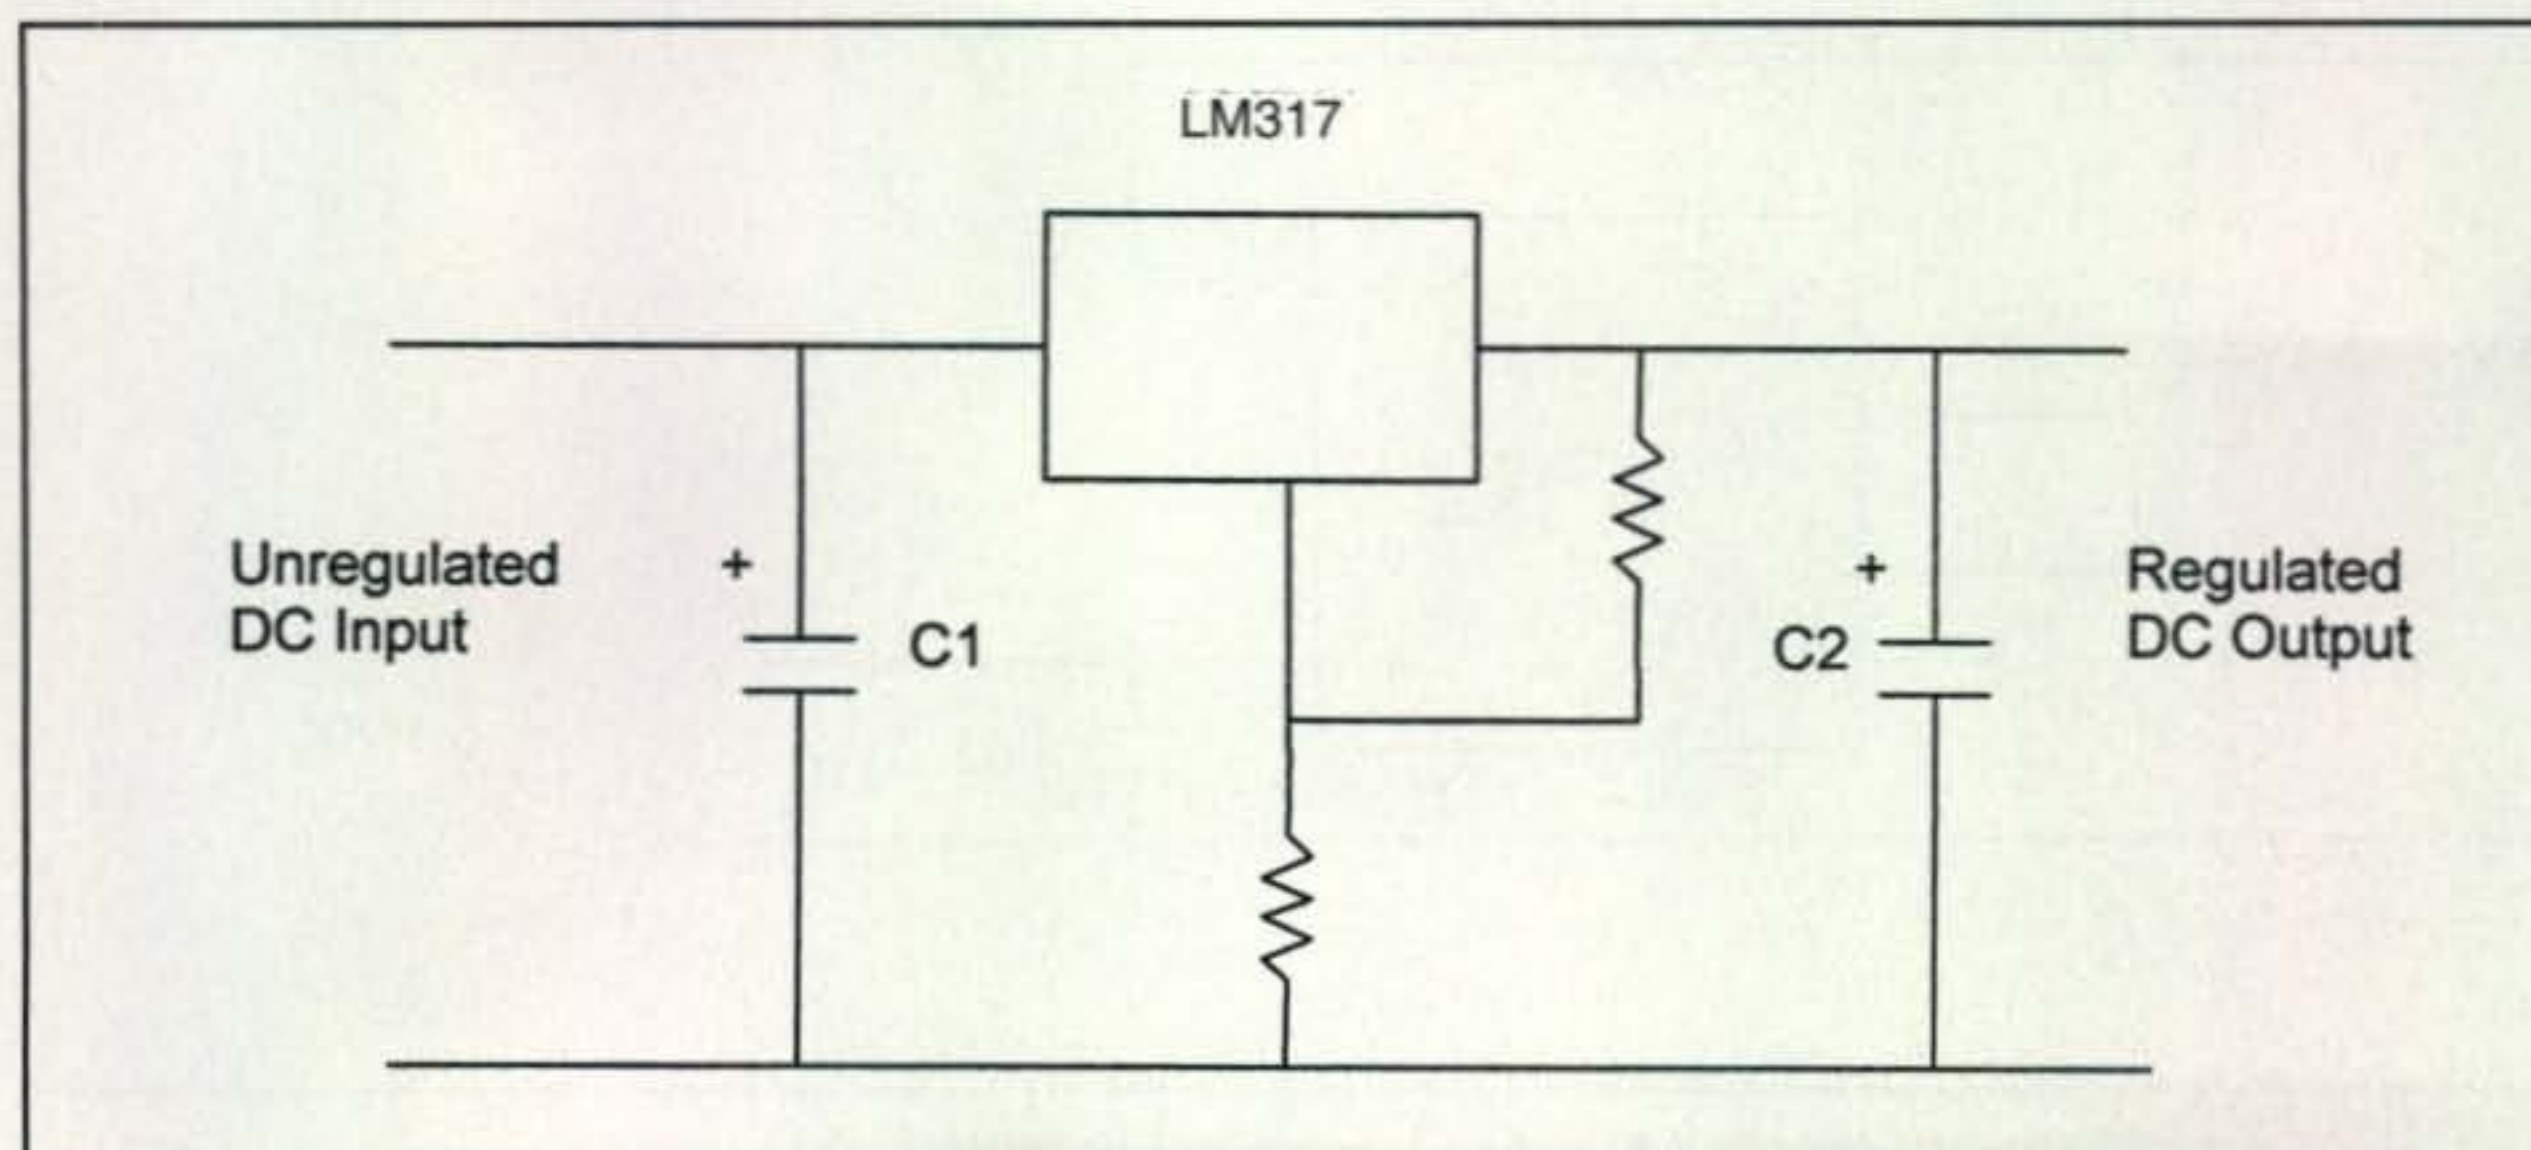 LM317
Unregulated
DC Input
+
C1
+
C2
Regulated
DC Output